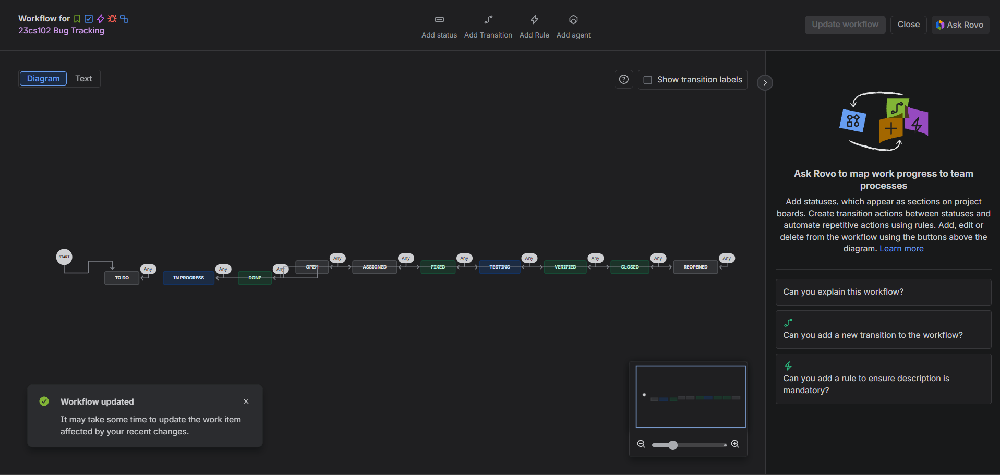 Workflow for
23cs102 Bug Tracking
Add status
Add Transition
Add Rule
Add agent
Update workflow
Close
Ask Rovo
Diagram
Text
Show transition labels
START
TO DO
Any
IN PROGRESS
Any
DONE
Any
OPEN
Any
ASSIGNED
Any
FIXED
Any
TESTING
Any
VERIFIED
Any
CLOSED
Any
REOPENED
Any
Workflow updated
It may take some time to update the work item
affected by your recent changes.
Ask Rovo to map work progress to team
processes
Add statuses, which appear as sections on project
boards. Create transition actions between statuses and
automate repetitive actions using rules. Add, edit or
delete from the workflow using the buttons above the
diagram. Learn more
Can you explain this workflow?
Can you add a new transition to the workflow?
Can you add a rule to ensure description is
mandatory?